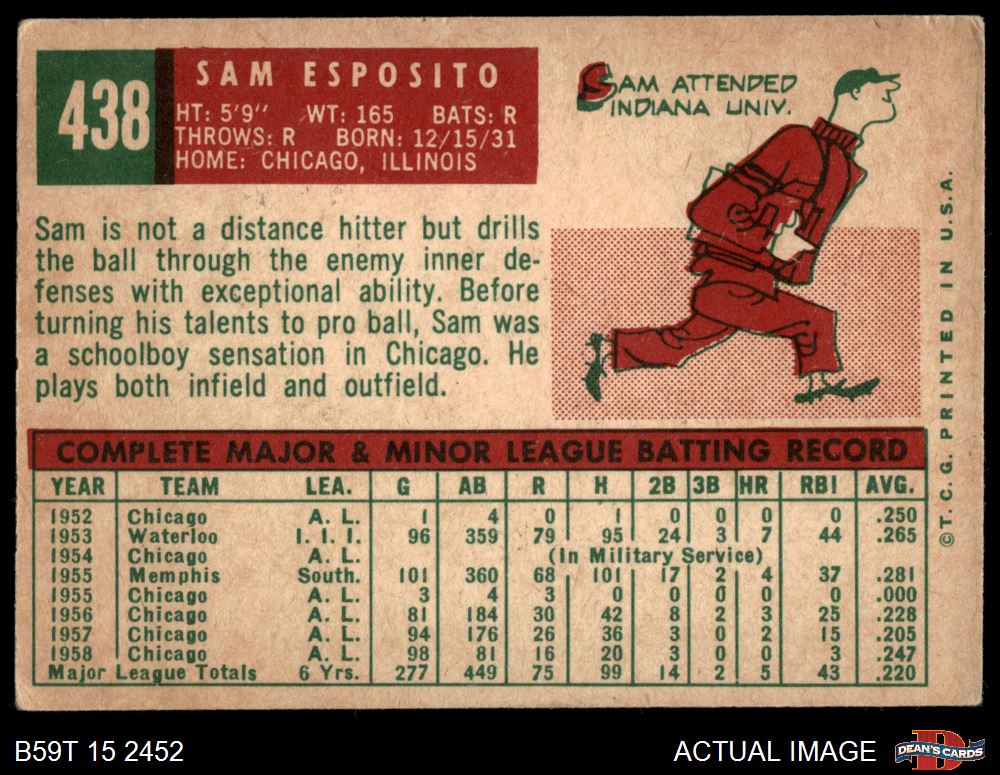 438
SAM ESPOSITO
HT: 5'9" WT: 165 BATS: R
THROWS: R BORN: 12/15/31
HOME: CHICAGO, ILLINOIS
SAM ATTENDED
INDIANA UNIV.
Sam is not a distance hitter but drills
the ball through the enemy inner de-
fenses with exceptional ability. Before
turning his talents to pro ball, Sam was
a schoolboy sensation in Chicago. He
plays both infield and outfield.
©T. C. G. PRINTED IN U.S.A.
COMPLETE MAJOR & MINOR LEAGUE BATTING RECORD
YEAR TEAM LEA. G AB R H 2B 3B HR RBI AVG.
1952 Chicago A. L. 1 4 0 1 0 0 0 0 .250
1953 Waterloo I. I. I. 96 359 79 95 24 3 7 44 .265
1954 Chicago A. L. (In Military Service)
1955 Memphis South. 101 360 68 101 17 2 4 37 .281
1955 Chicago A. L. 3 4 3 0 0 0 0 0 .000
1956 Chicago A. L. 81 184 30 42 8 2 3 25 .228
1957 Chicago A. L. 94 176 26 36 3 0 2 15 .205
1958 Chicago A. L. 98 81 16 20 3 0 0 3 .247
Major League Totals 6 Yrs. 277 449 75 99 14 2 5 43 .220
B59T 15 2452
ACTUAL IMAGE
D
DEAN'S CARDS